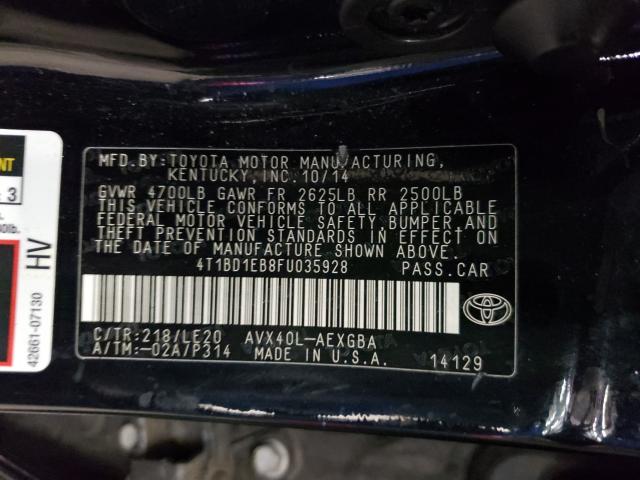 MFD.BY:TOYOTA MOTOR MANUFACTURING,
KENTUCKY,INC.10/14
GVWR 4700LB GAWR FR 2625LB RR 2500LB
THIS VEHICLE CONFORMS TO ALL APPLICABLE
FEDERAL MOTOR VEHICLE SAFETY,BUMPER,AND
THEFT PREVENTION STANDARDS IN EFFECT ON
THE DATE OF MANUFACTURE SHOWN ABOVE.
4T1BD1EB8FU035928 PASS.CAR
C/TR:218/LE20 AVX40L-AEXGBA
A/TM:-02A/P314 MADE IN U.S.A. 14129
3
HV
42661-07130